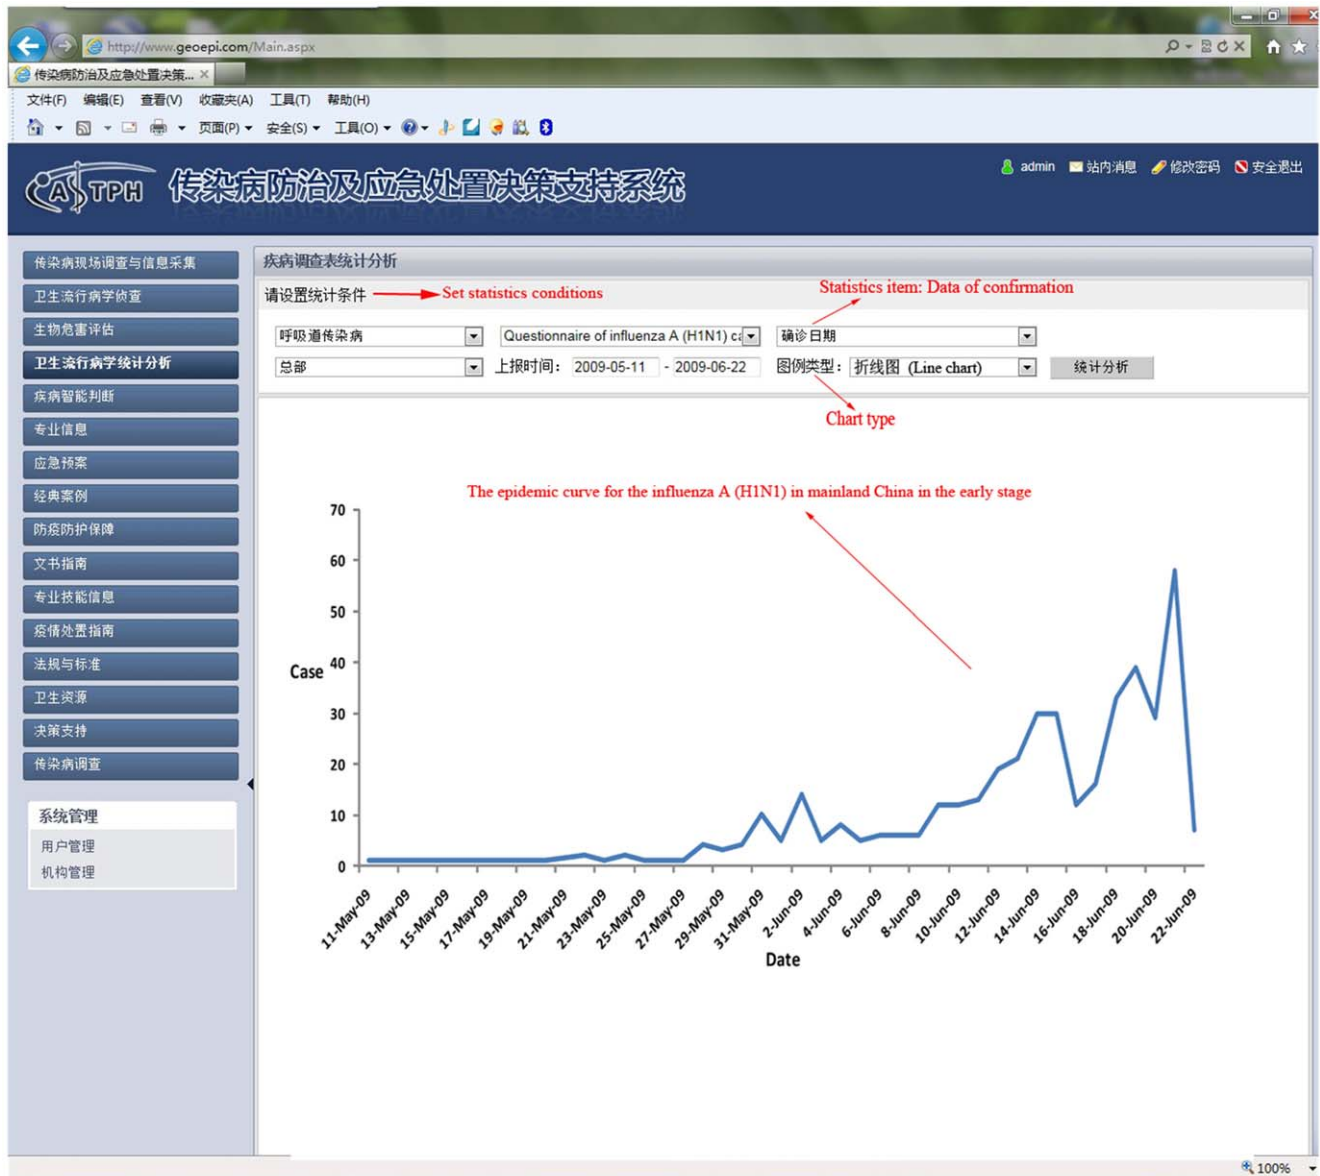 http://www.geoepi.com/Main.aspx
传染病防治及应急处置决策... ×
文件(F) 编辑(E) 查看(V) 收藏夹(A) 工具(T) 帮助(H)
页面(P) 安全(S) 工具(O)
CASTPH 传染病防治及应急处置决策支持系统
admin 站内消息 修改密码 安全退出
传染病现场调查与信息采集
卫生流行病学侦查
生物危害评估
卫生流行病学统计分析
疾病智能判断
专业信息
应急预案
经典案例
防疫防护保障
文书指南
专业技能信息
疫情处置指南
法规与标准
卫生资源
决策支持
传染病调查
系统管理
用户管理
机构管理
疾病调查表统计分析
请设置统计条件 Set statistics conditions
Statistics item: Data of confirmation
呼吸道传染病 Questionnaire of influenza A (H1N1) ca 确诊日期
总部 上报时间: 2009-05-11 - 2009-06-22 图例类型: 折线图 (Line chart) 统计分析
Chart type
The epidemic curve for the influenza A (H1N1) in mainland China in the early stage
70
60
50
40
30
20
10
0
Case
11-May-09 13-May-09 15-May-09 17-May-09 19-May-09 21-May-09 23-May-09 25-May-09 27-May-09 29-May-09 31-May-09 2-Jun-09 4-Jun-09 6-Jun-09 8-Jun-09 10-Jun-09 12-Jun-09 14-Jun-09 16-Jun-09 18-Jun-09 20-Jun-09 22-Jun-09
Date
100%